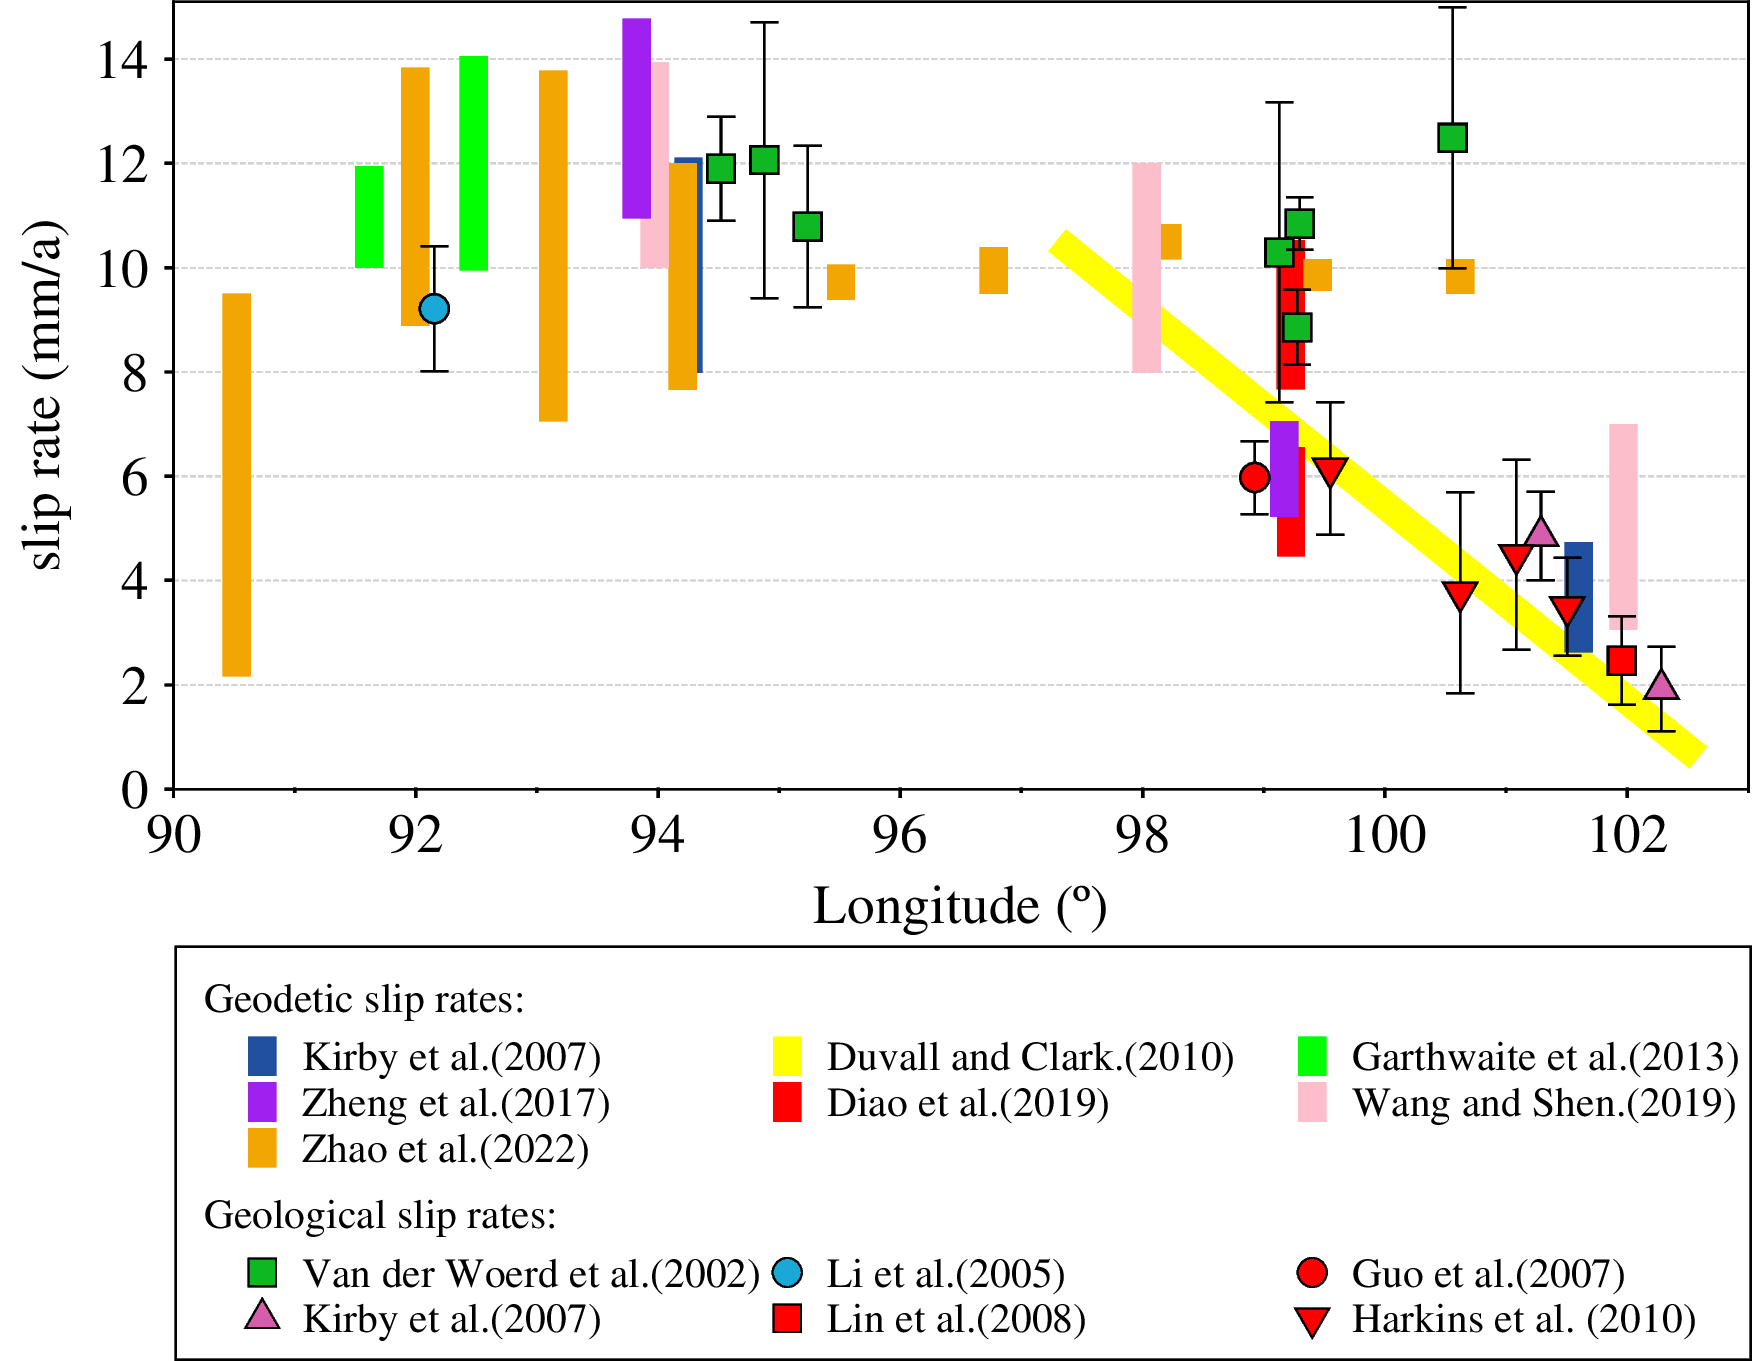 14
12
10
8
6
4
2
0
slip rate (mm/a)
90 92 94 96 98 100 102
Longitude (º)
Geodetic slip rates:
Kirby et al.(2007) Duvall and Clark.(2010) Garthwaite et al.(2013)
Zheng et al.(2017) Diao et al.(2019) Wang and Shen.(2019)
Zhao et al.(2022)
Geological slip rates:
Van der Woerd et al.(2002) Li et al.(2005) Guo et al.(2007)
Kirby et al.(2007) Lin et al.(2008) Harkins et al. (2010)